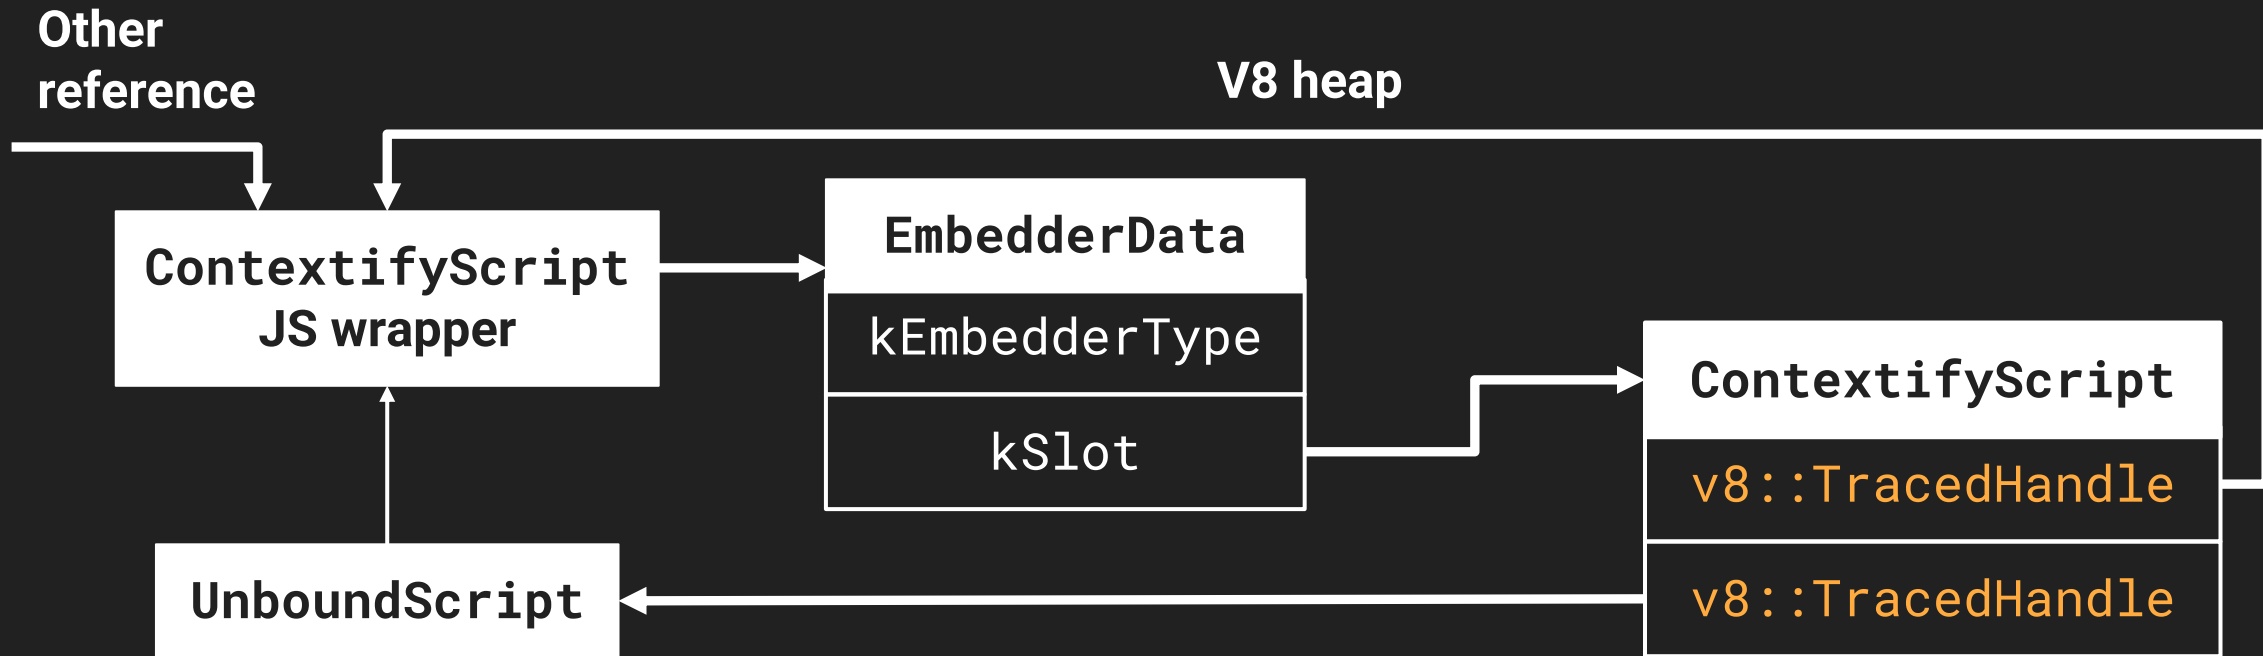 Other
reference
V8 heap
ContextifyScript
JS wrapper
EmbedderData
kEmbedderType
kSlot
ContextifyScript
v8::TracedHandle
v8::TracedHandle
UnboundScript